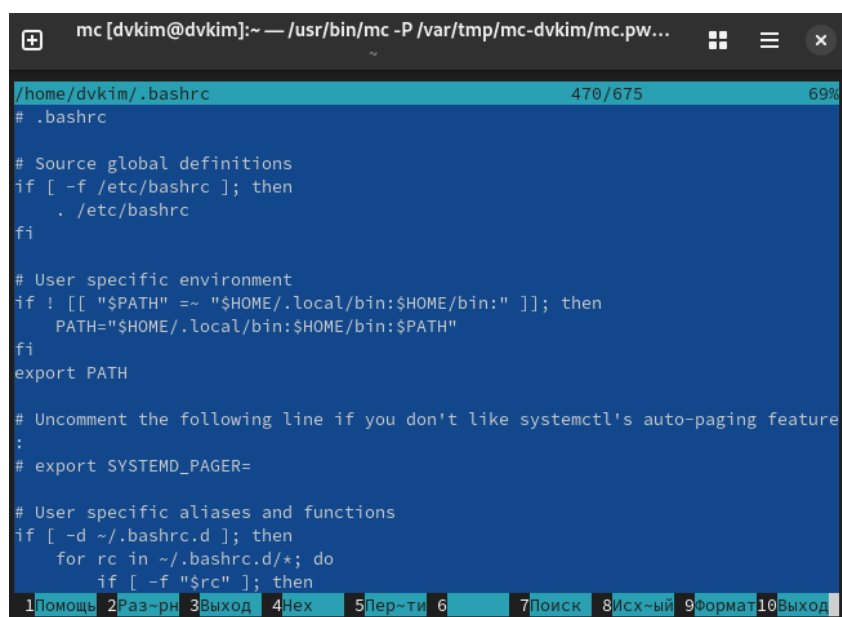 mc [dvkim@dvkim]:~ — /usr/bin/mc -P /var/tmp/mc-dvkim/mc.pw…
~
/home/dvkim/.bashrc 470/675 69%
# .bashrc
# Source global definitions
if [ -f /etc/bashrc ]; then
    . /etc/bashrc
fi
# User specific environment
if ! [[ "$PATH" =~ "$HOME/.local/bin:$HOME/bin:" ]]; then
    PATH="$HOME/.local/bin:$HOME/bin:$PATH"
fi
export PATH
# Uncomment the following line if you don't like systemctl's auto-paging feature
:
# export SYSTEMD_PAGER=
# User specific aliases and functions
if [ -d ~/.bashrc.d ]; then
    for rc in ~/.bashrc.d/*; do
        if [ -f "$rc" ]; then
1Помощь 2Раз~рн 3Выход 4Hex 5Пер~ти 6 7Поиск 8Исх~ый 9Формат 10Выход